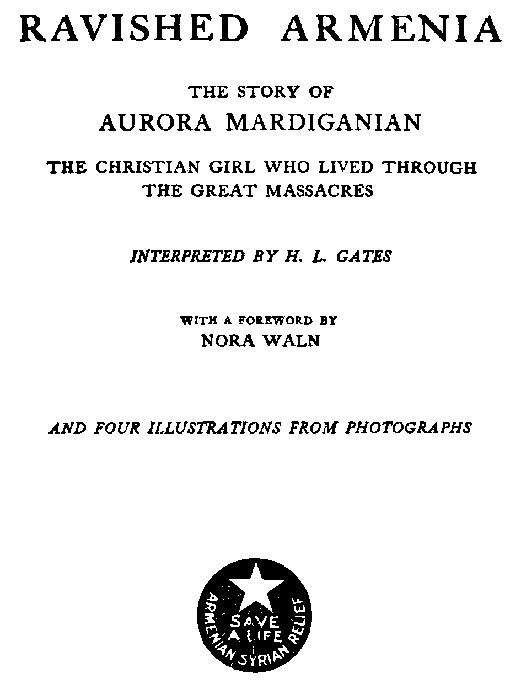 RAVISHED ARMENIA
THE STORY OF
AURORA MARDIGANIAN
THE CHRISTIAN GIRL WHO LIVED THROUGH
THE GREAT MASSACRES
INTERPRETED BY H. L. GATES
WITH A FOREWORD BY
NORA WALN
AND FOUR ILLUSTRATIONS FROM PHOTOGRAPHS
SAVE
A LIFE
ARMENIAN SYRIAN RELIEF